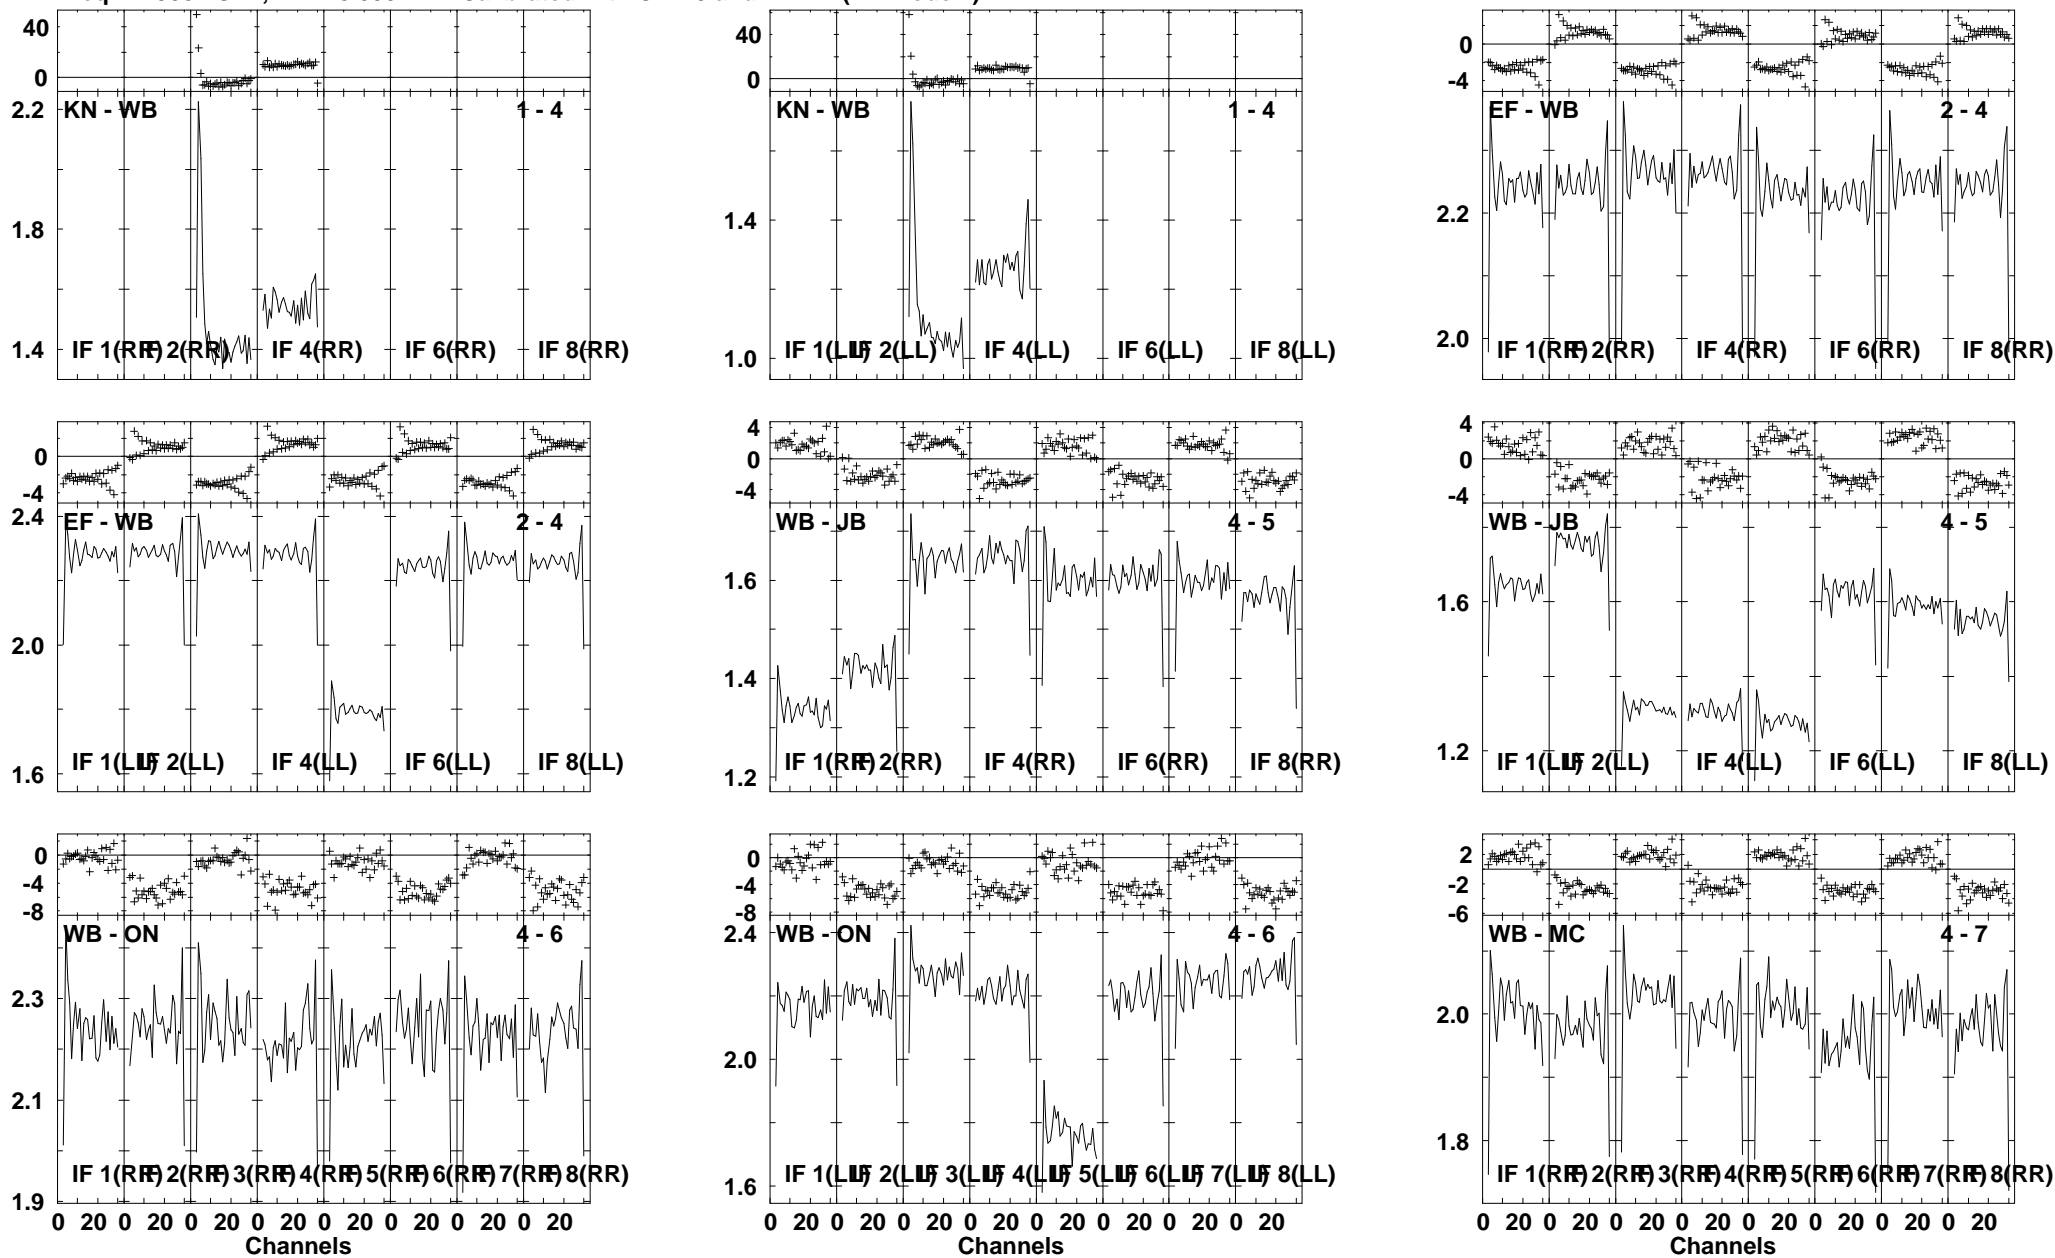 40
0
KN - WB 1 - 4
2.2
1.8
1.4
IF 1(RR) IF 2(RR) IF 4(RR) IF 6(RR) IF 8(RR)
40
0
KN - WB 1 - 4
1.4
1.0
IF 1(LL) IF 2(LL) IF 4(LL) IF 6(LL) IF 8(LL)
0
-4
EF - WB 2 - 4
2.2
2.0
IF 1(RR) IF 2(RR) IF 4(RR) IF 6(RR) IF 8(RR)
0
-4
2.4
EF - WB 2 - 4
2.0
1.6
IF 1(LL) IF 2(LL) IF 4(LL) IF 6(LL) IF 8(LL)
4
0
-4
WB - JB 4 - 5
1.6
1.4
1.2
IF 1(RR) IF 2(RR) IF 4(RR) IF 6(RR) IF 8(RR)
4
0
-4
WB - JB 4 - 5
1.6
1.2
IF 1(LL) IF 2(LL) IF 4(LL) IF 6(LL) IF 8(LL)
0
-4
-8
WB - ON 4 - 6
2.3
2.1
1.9
IF 1(RR) IF 2(RR) IF 3(RR) IF 4(RR) IF 5(RR) IF 6(RR) IF 7(RR) IF 8(RR)
0 20 0 20 0 20 0 20 0 20 0 20 0 20 0 20
Channels
0
-4
-8
2.4
WB - ON 4 - 6
2.0
1.6
IF 1(LL) IF 2(LL) IF 3(LL) IF 4(LL) IF 5(LL) IF 6(LL) IF 7(LL) IF 8(LL)
0 20 0 20 0 20 0 20 0 20 0 20 0 20 0 20
Channels
2
-2
-6
WB - MC 4 - 7
2.0
1.8
IF 1(RR) IF 2(RR) IF 3(RR) IF 4(RR) IF 5(RR) IF 6(RR) IF 7(RR) IF 8(RR)
0 20 0 20 0 20 0 20 0 20 0 20 0 20 0 20
Channels